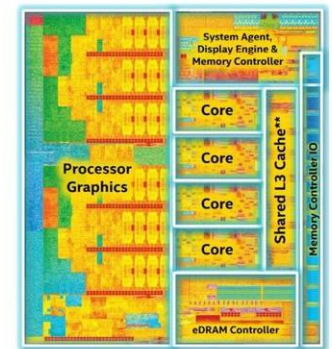 Processor
Graphics
System Agent,
Display Engine &
Memory Controller
Core
Core
Core
Core
Shared L3 Cache**
Memory Controller IO
eDRAM Controller